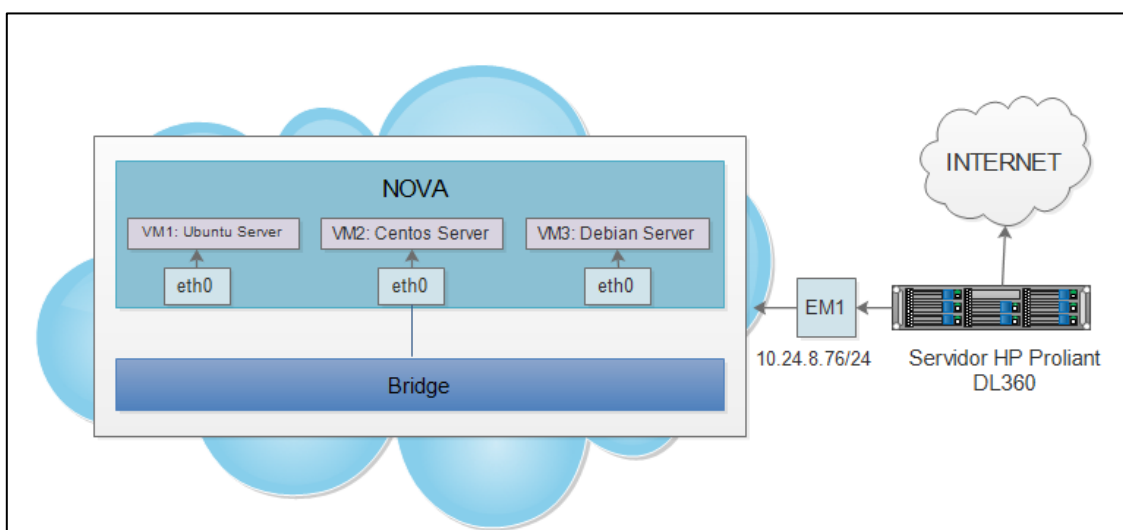 NOVA
VM1: Ubuntu Server
VM2: Centos Server
VM3: Debian Server
eth0
eth0
eth0
Bridge
EM1
10.24.8.76/24
INTERNET
Servidor HP Proliant
DL360